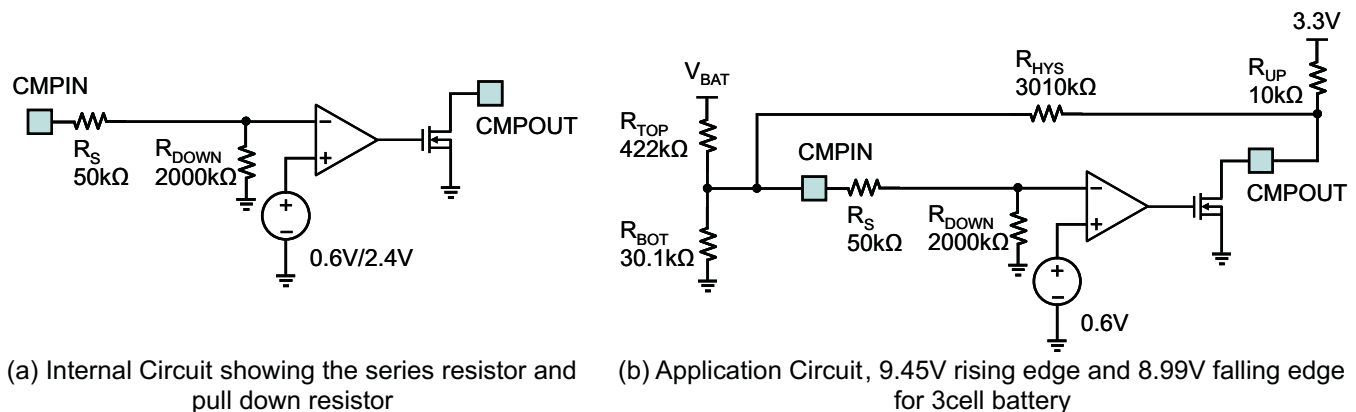 CMPIN
R_S
50kΩ
R_DOWN
2000kΩ
−
+
+
−
0.6V/2.4V
CMPOUT
(a) Internal Circuit showing the series resistor and
pull down resistor
V_BAT
R_TOP
422kΩ
R_BOT
30.1kΩ
CMPIN
R_S
50kΩ
R_HYS
3010kΩ
R_DOWN
2000kΩ
−
+
+
−
0.6V
3.3V
R_UP
10kΩ
CMPOUT
(b) Application Circuit, 9.45V rising edge and 8.99V falling edge
for 3cell battery